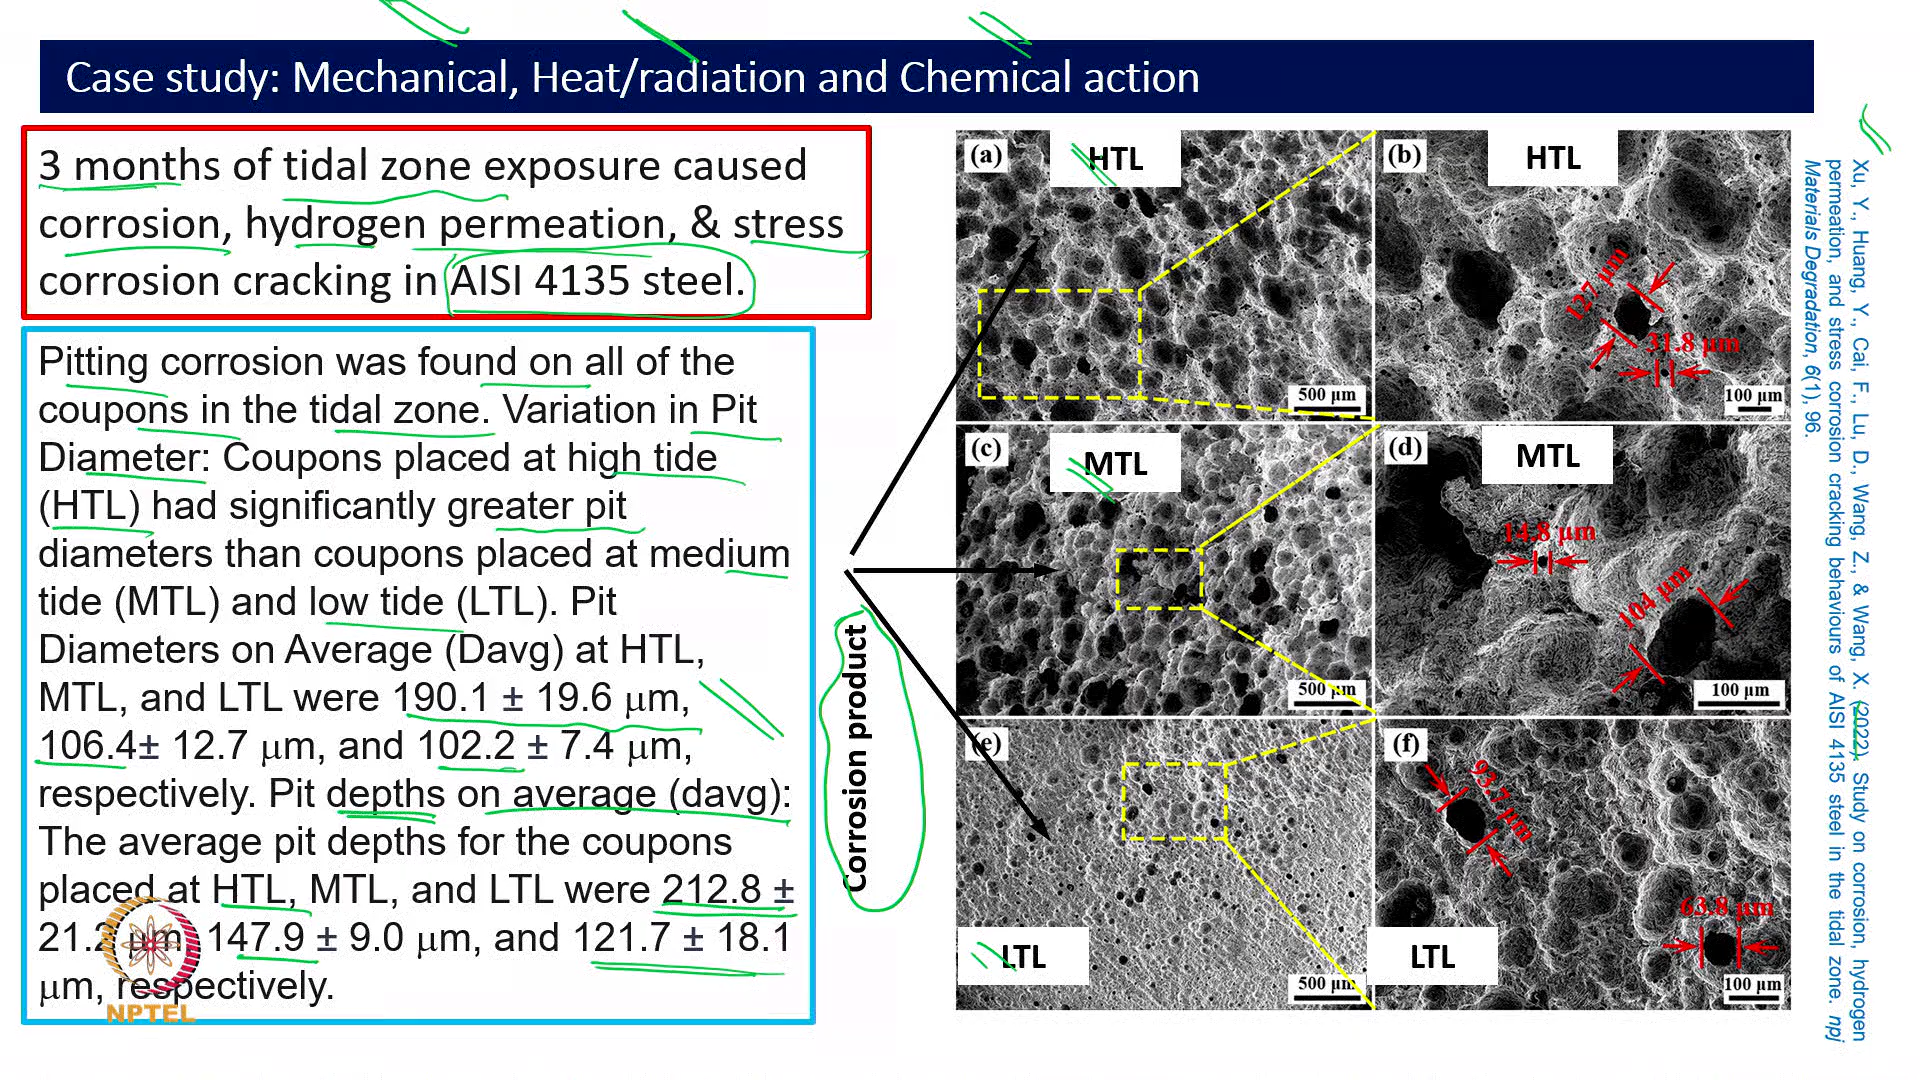 Case study: Mechanical, Heat/radiation and Chemical action
3 months of tidal zone exposure caused
corrosion, hydrogen permeation, & stress
corrosion cracking in AISI 4135 steel.
Pitting corrosion was found on all of the
coupons in the tidal zone. Variation in Pit
Diameter: Coupons placed at high tide
(HTL) had significantly greater pit
diameters than coupons placed at medium
tide (MTL) and low tide (LTL). Pit
Diameters on Average (Davg) at HTL,
MTL, and LTL were 190.1 ± 19.6 μm,
106.4± 12.7 μm, and 102.2 ± 7.4 μm,
respectively. Pit depths on average (davg):
The average pit depths for the coupons
placed at HTL, MTL, and LTL were 212.8 ±
21.2 μm, 147.9 ± 9.0 μm, and 121.7 ± 18.1
μm, respectively.
NPTEL
Corrosion product
(a)
HTL
500 μm
(b)
HTL
127 μm
31.8 μm
100 μm
(c)
MTL
500 μm
(d)
MTL
14.8 μm
104 μm
100 μm
(e)
LTL
500 μm
(f)
93.7 μm
63.8 μm
LTL
100 μm
Xu, Y., Huang, Y., Cai, F., Lu, D., Wang, Z., & Wang, X. (2022). Study on corrosion, hydrogen
permeation, and stress corrosion cracking behaviours of AISI 4135 steel in the tidal zone. npj
Materials Degradation, 6(1), 96.